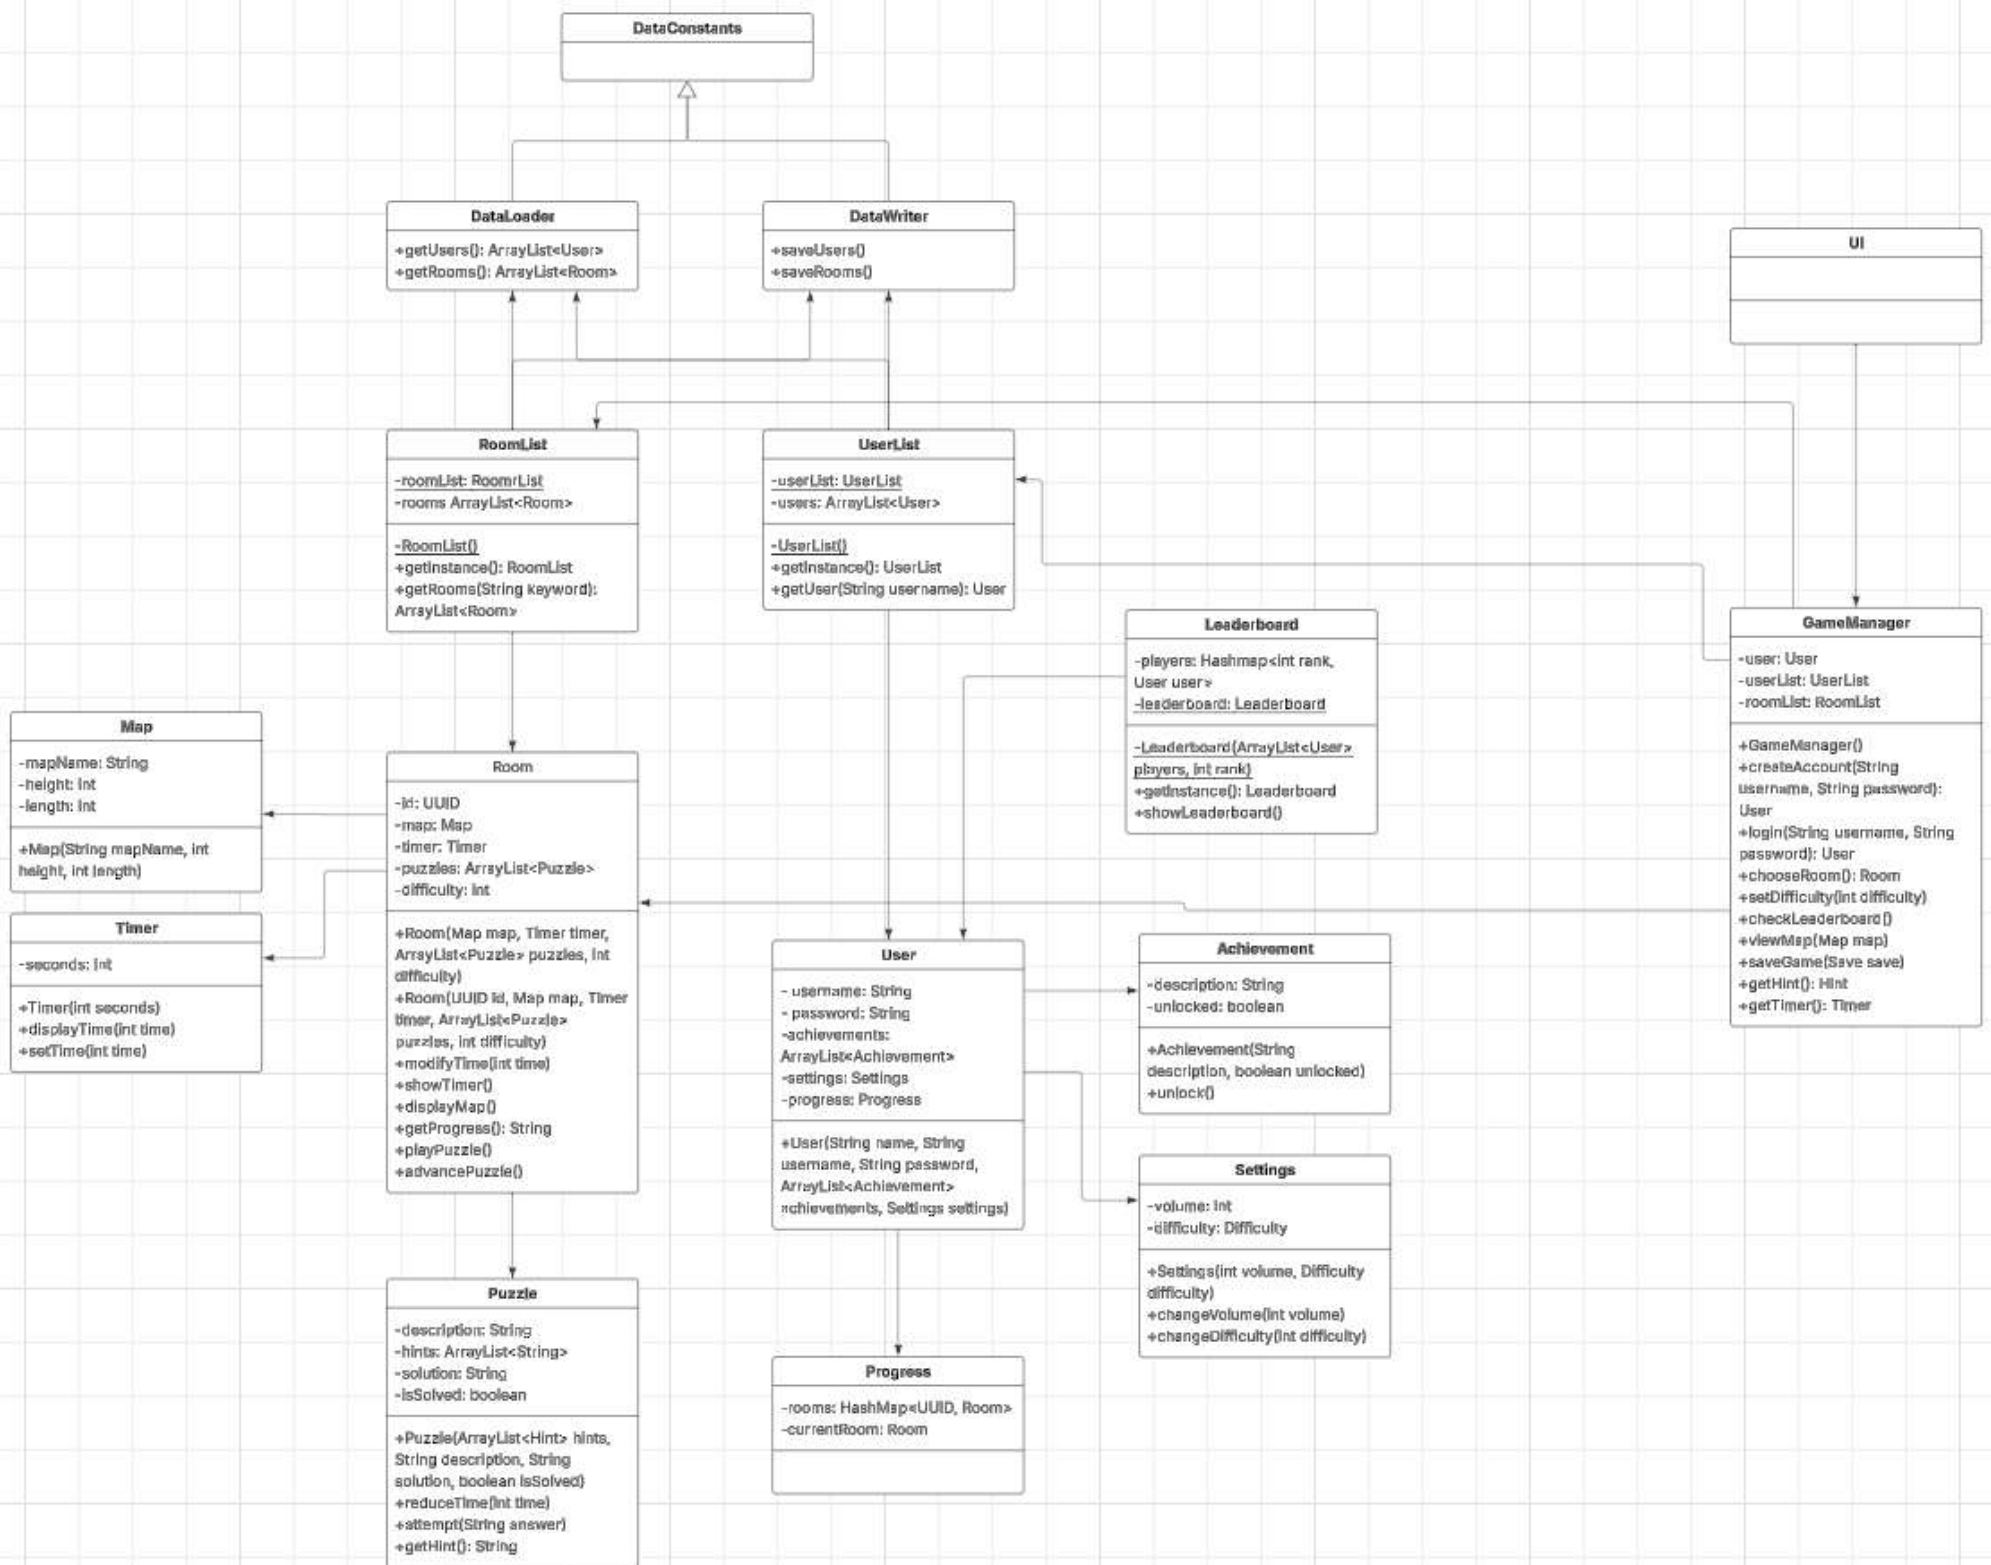 DataConstants
DataLoader
+getUsers(): ArrayList<User>
+getRooms(): ArrayList<Room>
DataWriter
+saveUsers()
+saveRooms()
UI
RoomList
-roomList: RoomrList
-rooms ArrayList<Room>
-RoomList()
+getInstance(): RoomList
+getRooms(String keyword):
ArrayList<Room>
UserList
-userList: UserList
-users: ArrayList<User>
-UserList()
+getInstance(): UserList
+getUser(String username): User
Leaderboard
-players: Hashmap<int rank,
User user>
-leaderboard: Leaderboard
-Leaderboard(ArrayList<User>
players, int rank)
+getInstance(): Leaderboard
+showLeaderboard()
GameManager
-user: User
-userList: UserList
-roomList: RoomList
+GameManager()
+createAccount(String
username, String password):
User
+login(String username, String
password): User
+chooseRoom(): Room
+setDifficulty(int difficulty)
+checkLeaderboard()
+viewMap(Map map)
+saveGame(Save save)
+getHint(): Hint
+getTimer(): Timer
Map
-mapName: String
-height: int
-length: int
+Map(String mapName, int
height, int length)
Timer
-seconds: int
+Timer(int seconds)
+displayTime(int time)
+setTime(int time)
Room
-id: UUID
-map: Map
-timer: Timer
-puzzles: ArrayList<Puzzle>
-difficulty: int
+Room(Map map, Timer timer,
ArrayList<Puzzle> puzzles, int
difficulty)
+Room(UUID id, Map map, Timer
timer, ArrayList<Puzzle>
puzzles, int difficulty)
+modifyTime(int time)
+showTimer()
+displayMap()
+getProgress(): String
+playPuzzle()
+advancePuzzle()
User
- username: String
- password: String
-achievements:
ArrayList<Achievement>
-settings: Settings
-progress: Progress
+User(String name, String
username, String password,
ArrayList<Achievement>
achievements, Settings settings)
Achievement
-description: String
-unlocked: boolean
+Achievement(String
description, boolean unlocked)
+unlock()
Settings
-volume: int
-difficulty: Difficulty
+Settings(int volume, Difficulty
difficulty)
+changeVolume(int volume)
+changeDifficulty(int difficulty)
Puzzle
-description: String
-hints: ArrayList<String>
-solution: String
-isSolved: boolean
+Puzzle(ArrayList<Hint> hints,
String description, String
solution, boolean isSolved)
+reduceTime(int time)
+attempt(String answer)
+getHint(): String
Progress
-rooms: HashMap<UUID, Room>
-currentRoom: Room